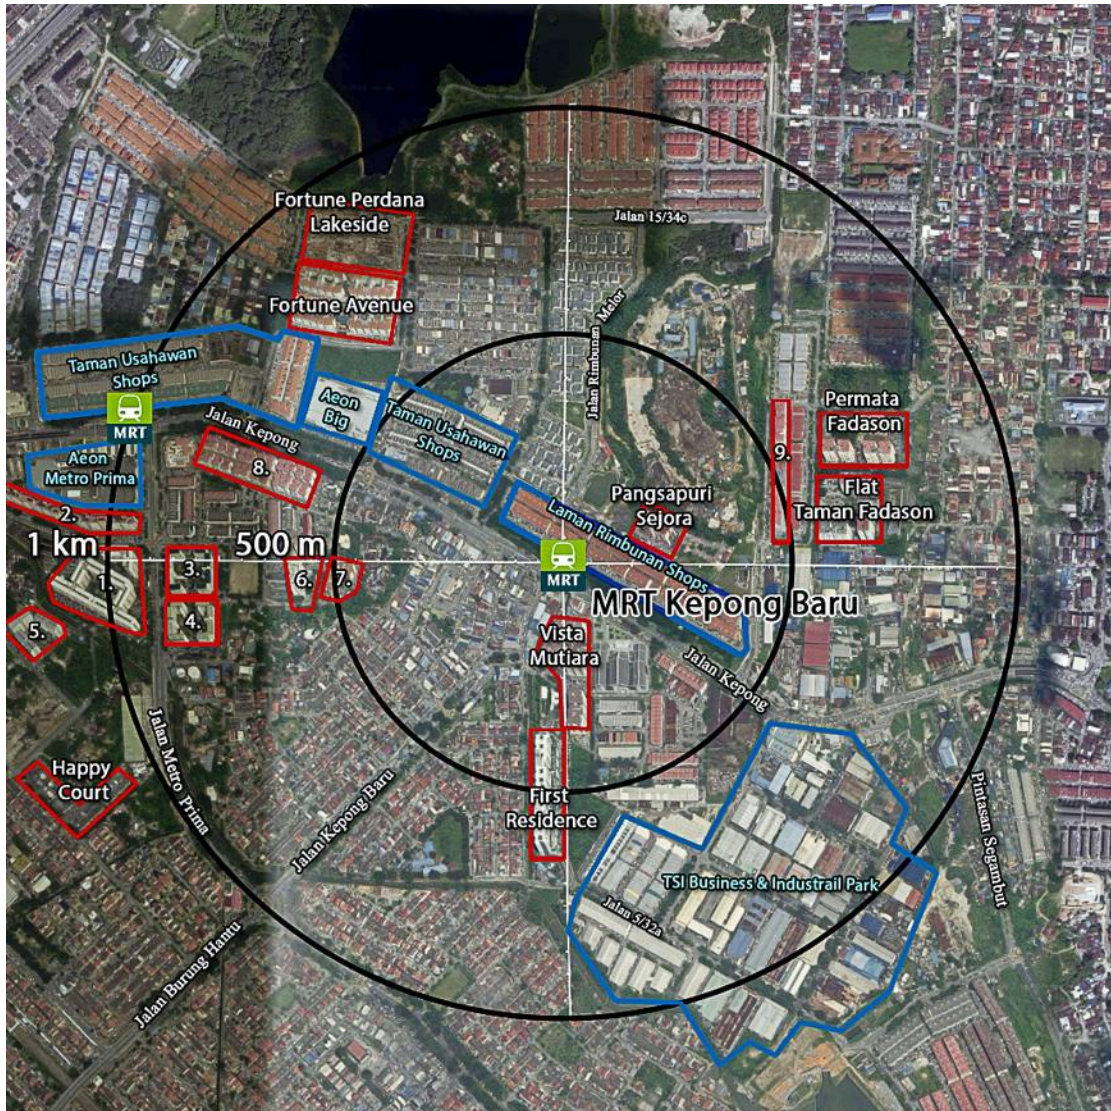 Fortune Perdana
Lakeside
Jalan 15/34c
Fortune Avenue
Jalan Rimbunan Melor
Taman Usahawan
Shops
MRT
Aeon
Big
Taman Usahawan
Shops
Jalan Kepong
Permata
Fadason
Aeon
Metro Prima
8.
9.
Flat
Taman Fadason
Pangsapuri
Sejora
Laman Rimbunan Shops
2.
1 km
500 m
MRT
MRT Kepong Baru
1.
3.
6.
7.
4.
5.
Vista
Mutiara
Jalan Kepong
Jalan Metro Prima
Happy
Court
Jalan Kepong Baru
First
Residence
Pintasan Segambut
TSI Business & Industrail Park
Jalan 5/32a
Jalan Burung Hantu